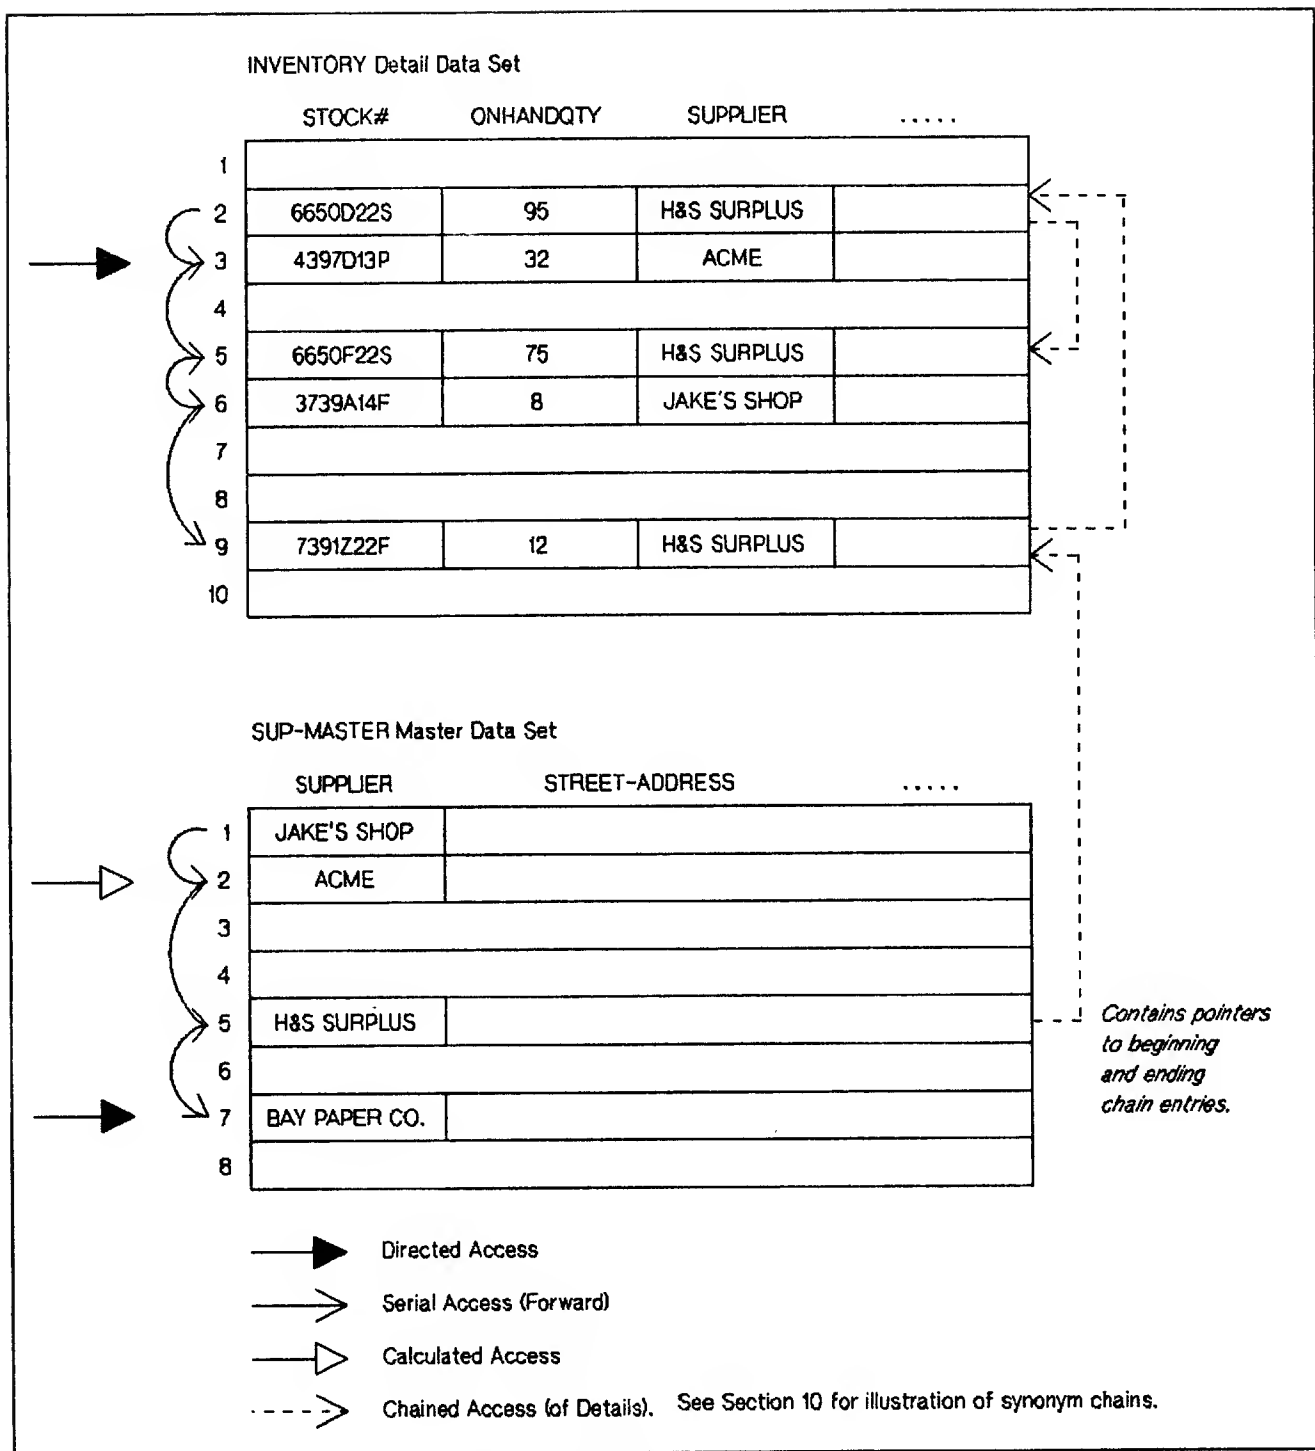 INVENTORY Detail Data Set
STOCK# ONHANDQTY SUPPLIER .....
1
2 6650D22S 95 H&S SURPLUS
3 4397D13P 32 ACME
4
5 6650F22S 75 H&S SURPLUS
6 3739A14F 8 JAKE'S SHOP
7
8
9 7391Z22F 12 H&S SURPLUS
10
SUP-MASTER Master Data Set
SUPPLIER STREET-ADDRESS .....
1 JAKE'S SHOP
2 ACME
3
4
5 H&S SURPLUS
6
7 BAY PAPER CO.
8
Contains pointers
to beginning
and ending
chain entries.
Directed Access
Serial Access (Forward)
Calculated Access
Chained Access (of Details). See Section 10 for illustration of synonym chains.